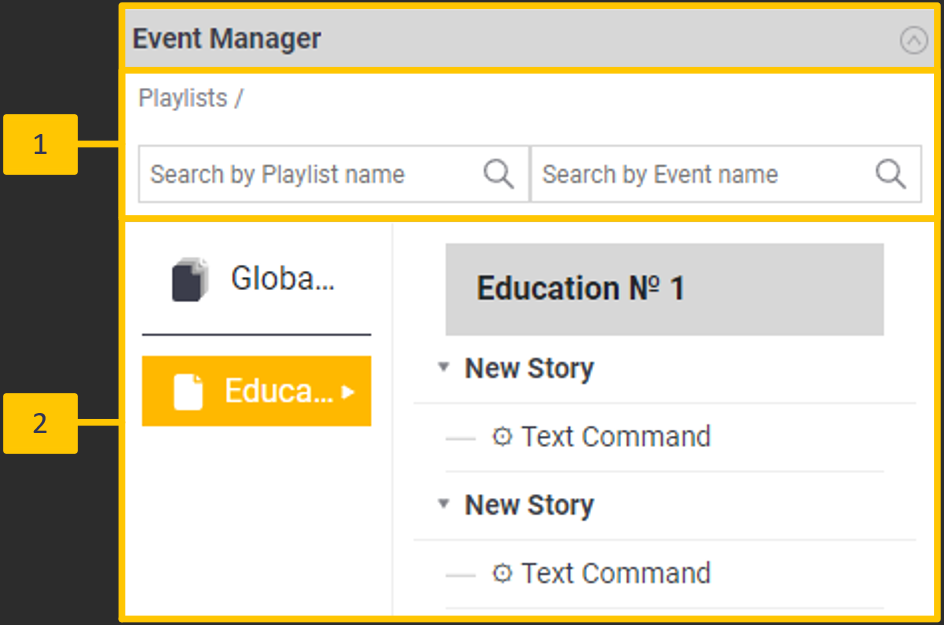 Event Manager
Playlists /
1
Search by Playlist name
Search by Event name
Globa...
Education Nº 1
New Story
Educa...
2
Text Command
New Story
Text Command